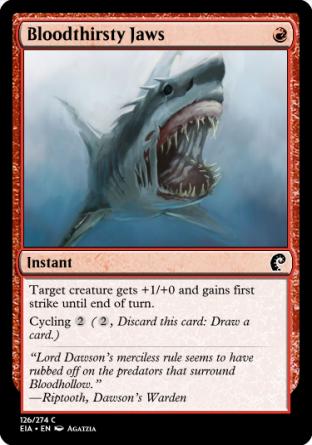 Bloodthirsty Jaws
Instant
Target creature gets +1/+0 and gains first
strike until end of turn.
Cycling 2 ( 2, Discard this card: Draw a
card.)
“Lord Dawson's merciless rule seems to have
rubbed off on the predators that surround
Bloodhollow.”
—Riptooth, Dawson's Warden
126/274 C
EIA • EN Agatzia